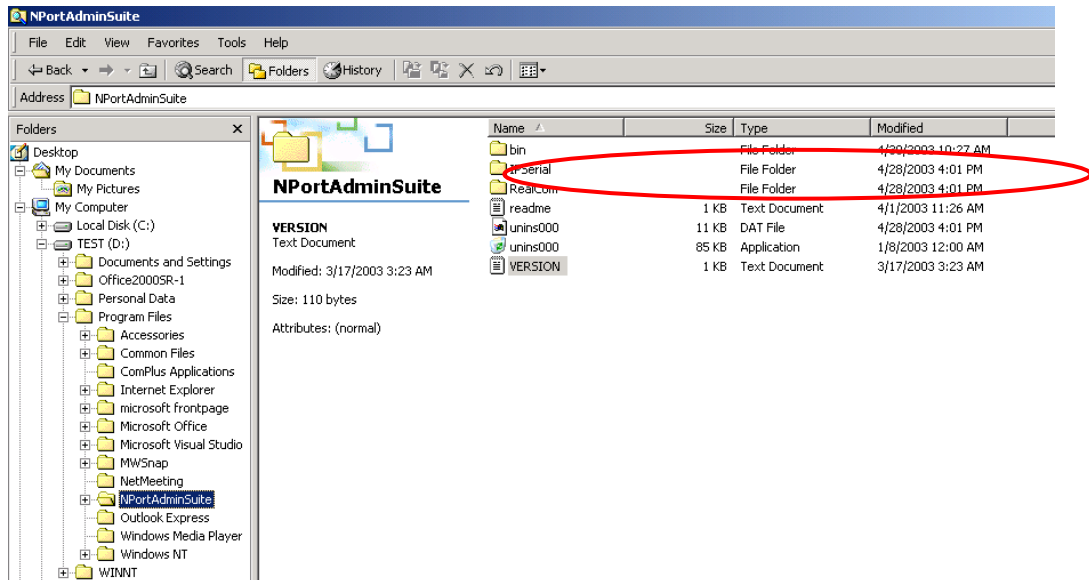 NPortAdminSuite
File Edit View Favorites Tools Help
Back Search Folders History
Address NPortAdminSuite
Folders
Desktop
My Documents
My Pictures
My Computer
Local Disk (C:)
TEST (D:)
Documents and Settings
Office2000SR-1
Personal Data
Program Files
Accessories
Common Files
ComPlus Applications
Internet Explorer
microsoft frontpage
Microsoft Office
Microsoft Visual Studio
MWSnap
NetMeeting
NPortAdminSuite
Outlook Express
Windows Media Player
Windows NT
WINNT
NPortAdminSuite
VERSION
Text Document
Modified: 3/17/2003 3:23 AM
Size: 110 bytes
Attributes: (normal)
Name Size Type Modified
bin File Folder 4/30/2003 10:27 AM
IPSerial File Folder 4/28/2003 4:01 PM
RealCom File Folder 4/28/2003 4:01 PM
readme 1 KB Text Document 4/1/2003 11:26 AM
unins000 11 KB DAT File 4/28/2003 4:01 PM
unins000 85 KB Application 1/8/2003 12:00 AM
VERSION 1 KB Text Document 3/17/2003 3:23 AM